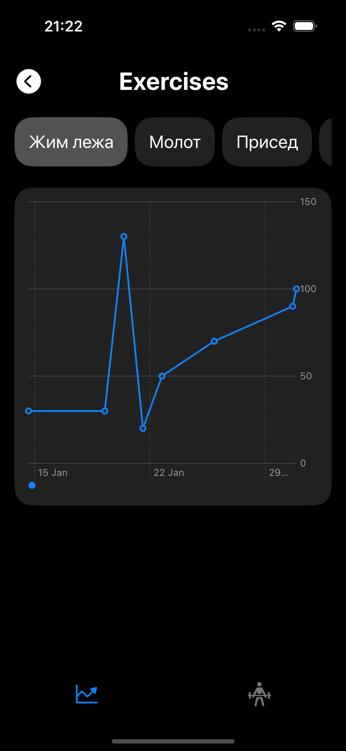 21:22
Exercises
Жим лежа
Молот
Присед
150
100
50
0
15 Jan
22 Jan
29...